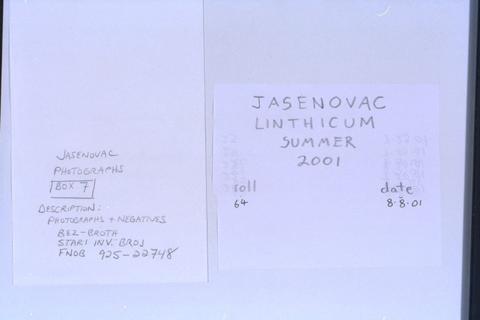 JASENOVAC
PHOTOGRAPHS
BOX 7
DESCRIPTION:
PHOTOGRAPHS + NEGATIVES
BEZ-BROTH
STARI INV. BROJ
FNOB 925-22748
JASENOVAC
LINTHICUM
SUMMER
2001
roll date
64 8-8-01